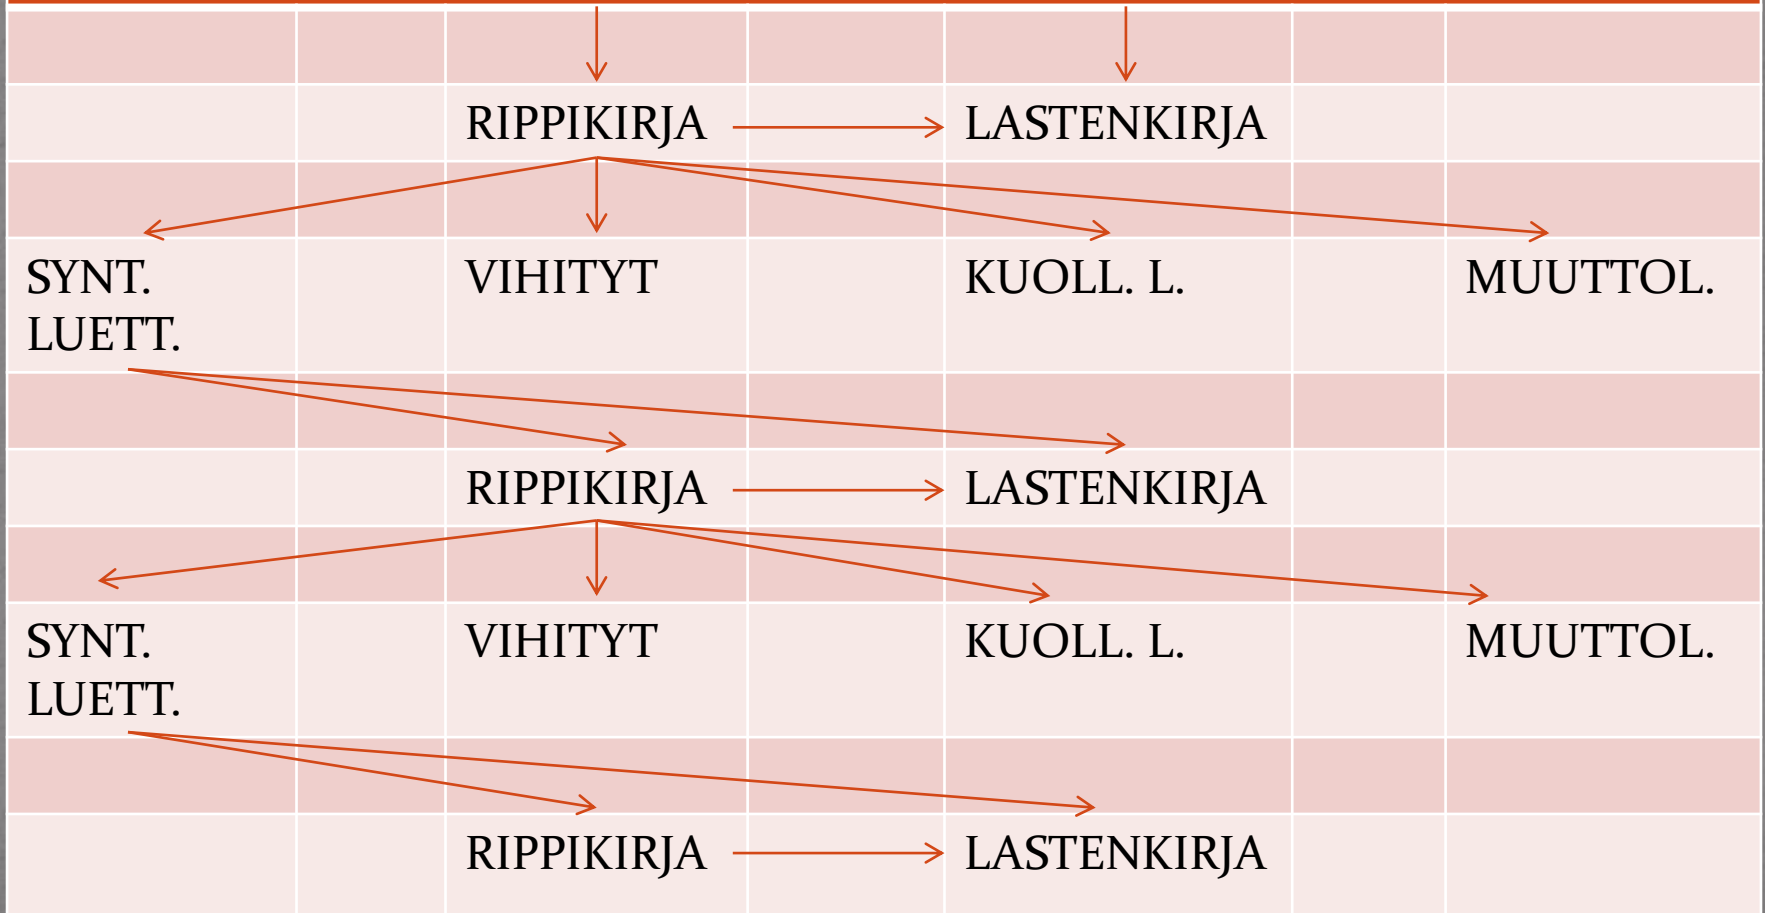 RIPPIKIRJA LASTENKIRJA
SYNT. VIHITYT KUOLL. L. MUUTTOL.
LUETT.
RIPPIKIRJA LASTENKIRJA
SYNT. VIHITYT KUOLL. L. MUUTTOL.
LUETT.
RIPPIKIRJA LASTENKIRJA